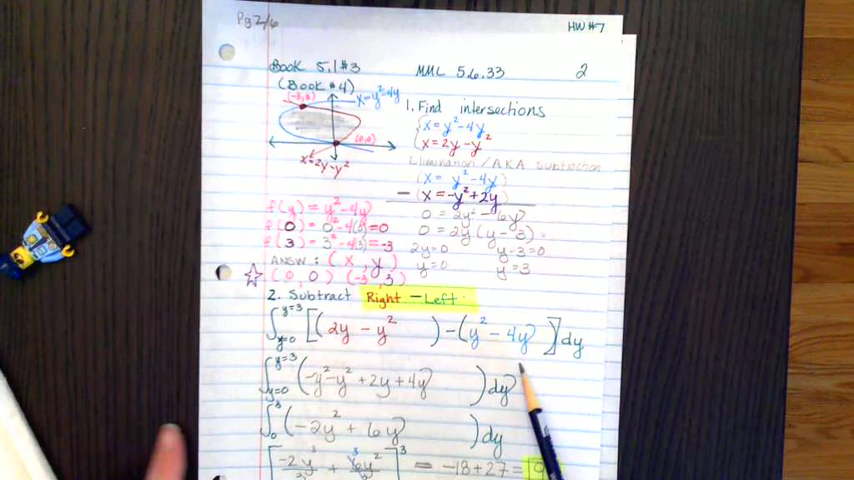 Pg 2/6
HW #7
Book 5.1 #3
MML 5.6.33
2
(Book #4)
(-3,3)
x=y²-4y
(0,0)
x=2y-y²
1. Find intersections
x=y²-4y
x=2y-y²
Elimination/AKA Subtraction
(x= y²-4y)
-(x=-y²+2y)
0=2y²-6y
0=2y(y-3)
2y=0 y-3=0
y=0 y=3
f(y)=y²-4y
f(0)=0²-4(0)=0
f(3)=3²-4(3)=-3
ANSW: (x,y)
(0,0) (-3,3)
2. Subtract Right - Left
∫ y=0 y=3 [(2y-y²)-(y²-4y)]dy
∫ y=0 y=3 (-y²-y²+2y+4y)dy
∫ 0 3 (-2y²+6y)dy
-18+27=9